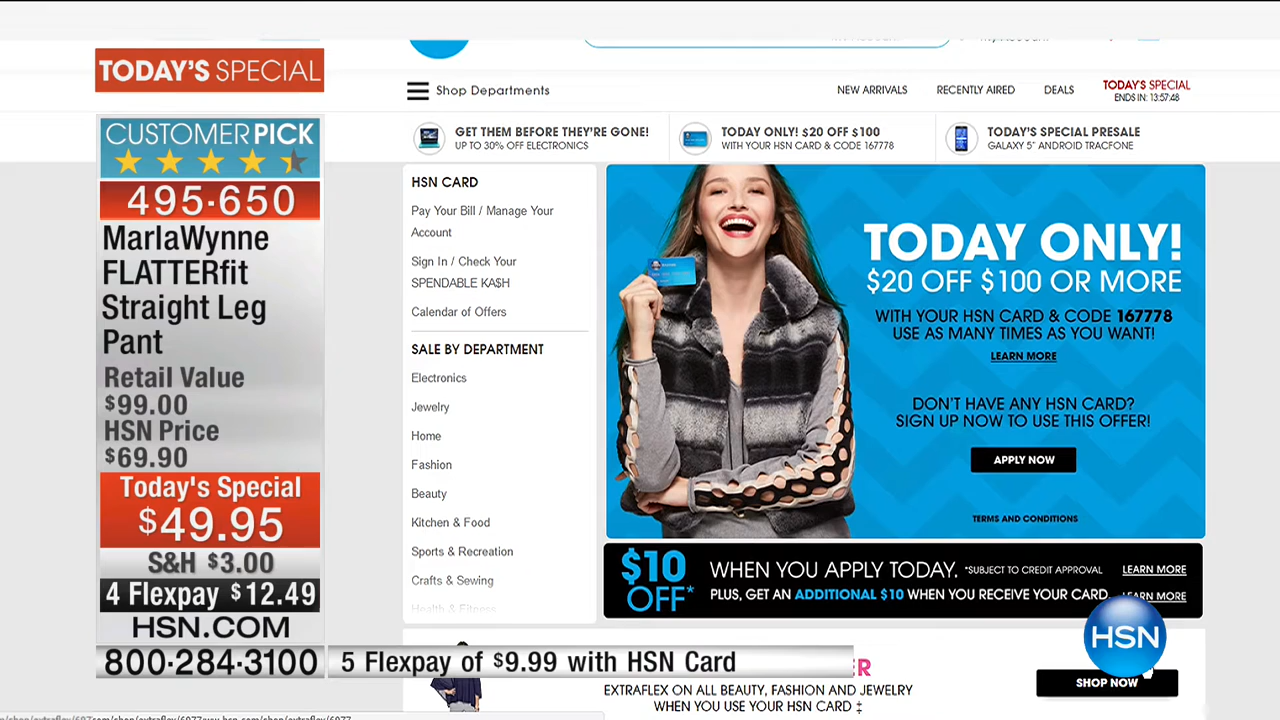 TODAY'S SPECIAL
CUSTOMER PICK
495-650
MarlaWynne
FLATTERfit
Straight Leg
Pant
Retail Value
$99.00
HSN Price
$69.90
Today's Special
$49.95
S&H $3.00
4 Flexpay $12.49
HSN.COM
800-284-3100
5 Flexpay of $9.99 with HSN Card
Shop Departments
NEW ARRIVALS
RECENTLY AIRED
DEALS
TODAY'S SPECIAL
ENDS IN: 13:57:48
GET THEM BEFORE THEY'RE GONE!
UP TO 30% OFF ELECTRONICS
TODAY ONLY! $20 OFF $100
WITH YOUR HSN CARD & CODE 167778
TODAY'S SPECIAL PRESALE
GALAXY 5" ANDROID TRACFONE
HSN CARD
Pay Your Bill / Manage Your
Account
Sign In / Check Your
SPENDABLE KA$H
Calendar of Offers
SALE BY DEPARTMENT
Electronics
Jewelry
Home
Fashion
Beauty
Kitchen & Food
Sports & Recreation
Crafts & Sewing
Health & Fitness
TODAY ONLY!
$20 OFF $100 OR MORE
WITH YOUR HSN CARD & CODE 167778
USE AS MANY TIMES AS YOU WANT!
LEARN MORE
DON'T HAVE ANY HSN CARD?
SIGN UP NOW TO USE THIS OFFER!
APPLY NOW
TERMS AND CONDITIONS
$10
OFF*
WHEN YOU APPLY TODAY. *SUBJECT TO CREDIT APPROVAL LEARN MORE
PLUS, GET AN ADDITIONAL $10 WHEN YOU RECEIVE YOUR CARD. LEARN MORE
HSN
EXTRAFLEX ON ALL BEAUTY, FASHION AND JEWELRY
WHEN YOU USE YOUR HSN CARD ‡
SHOP NOW